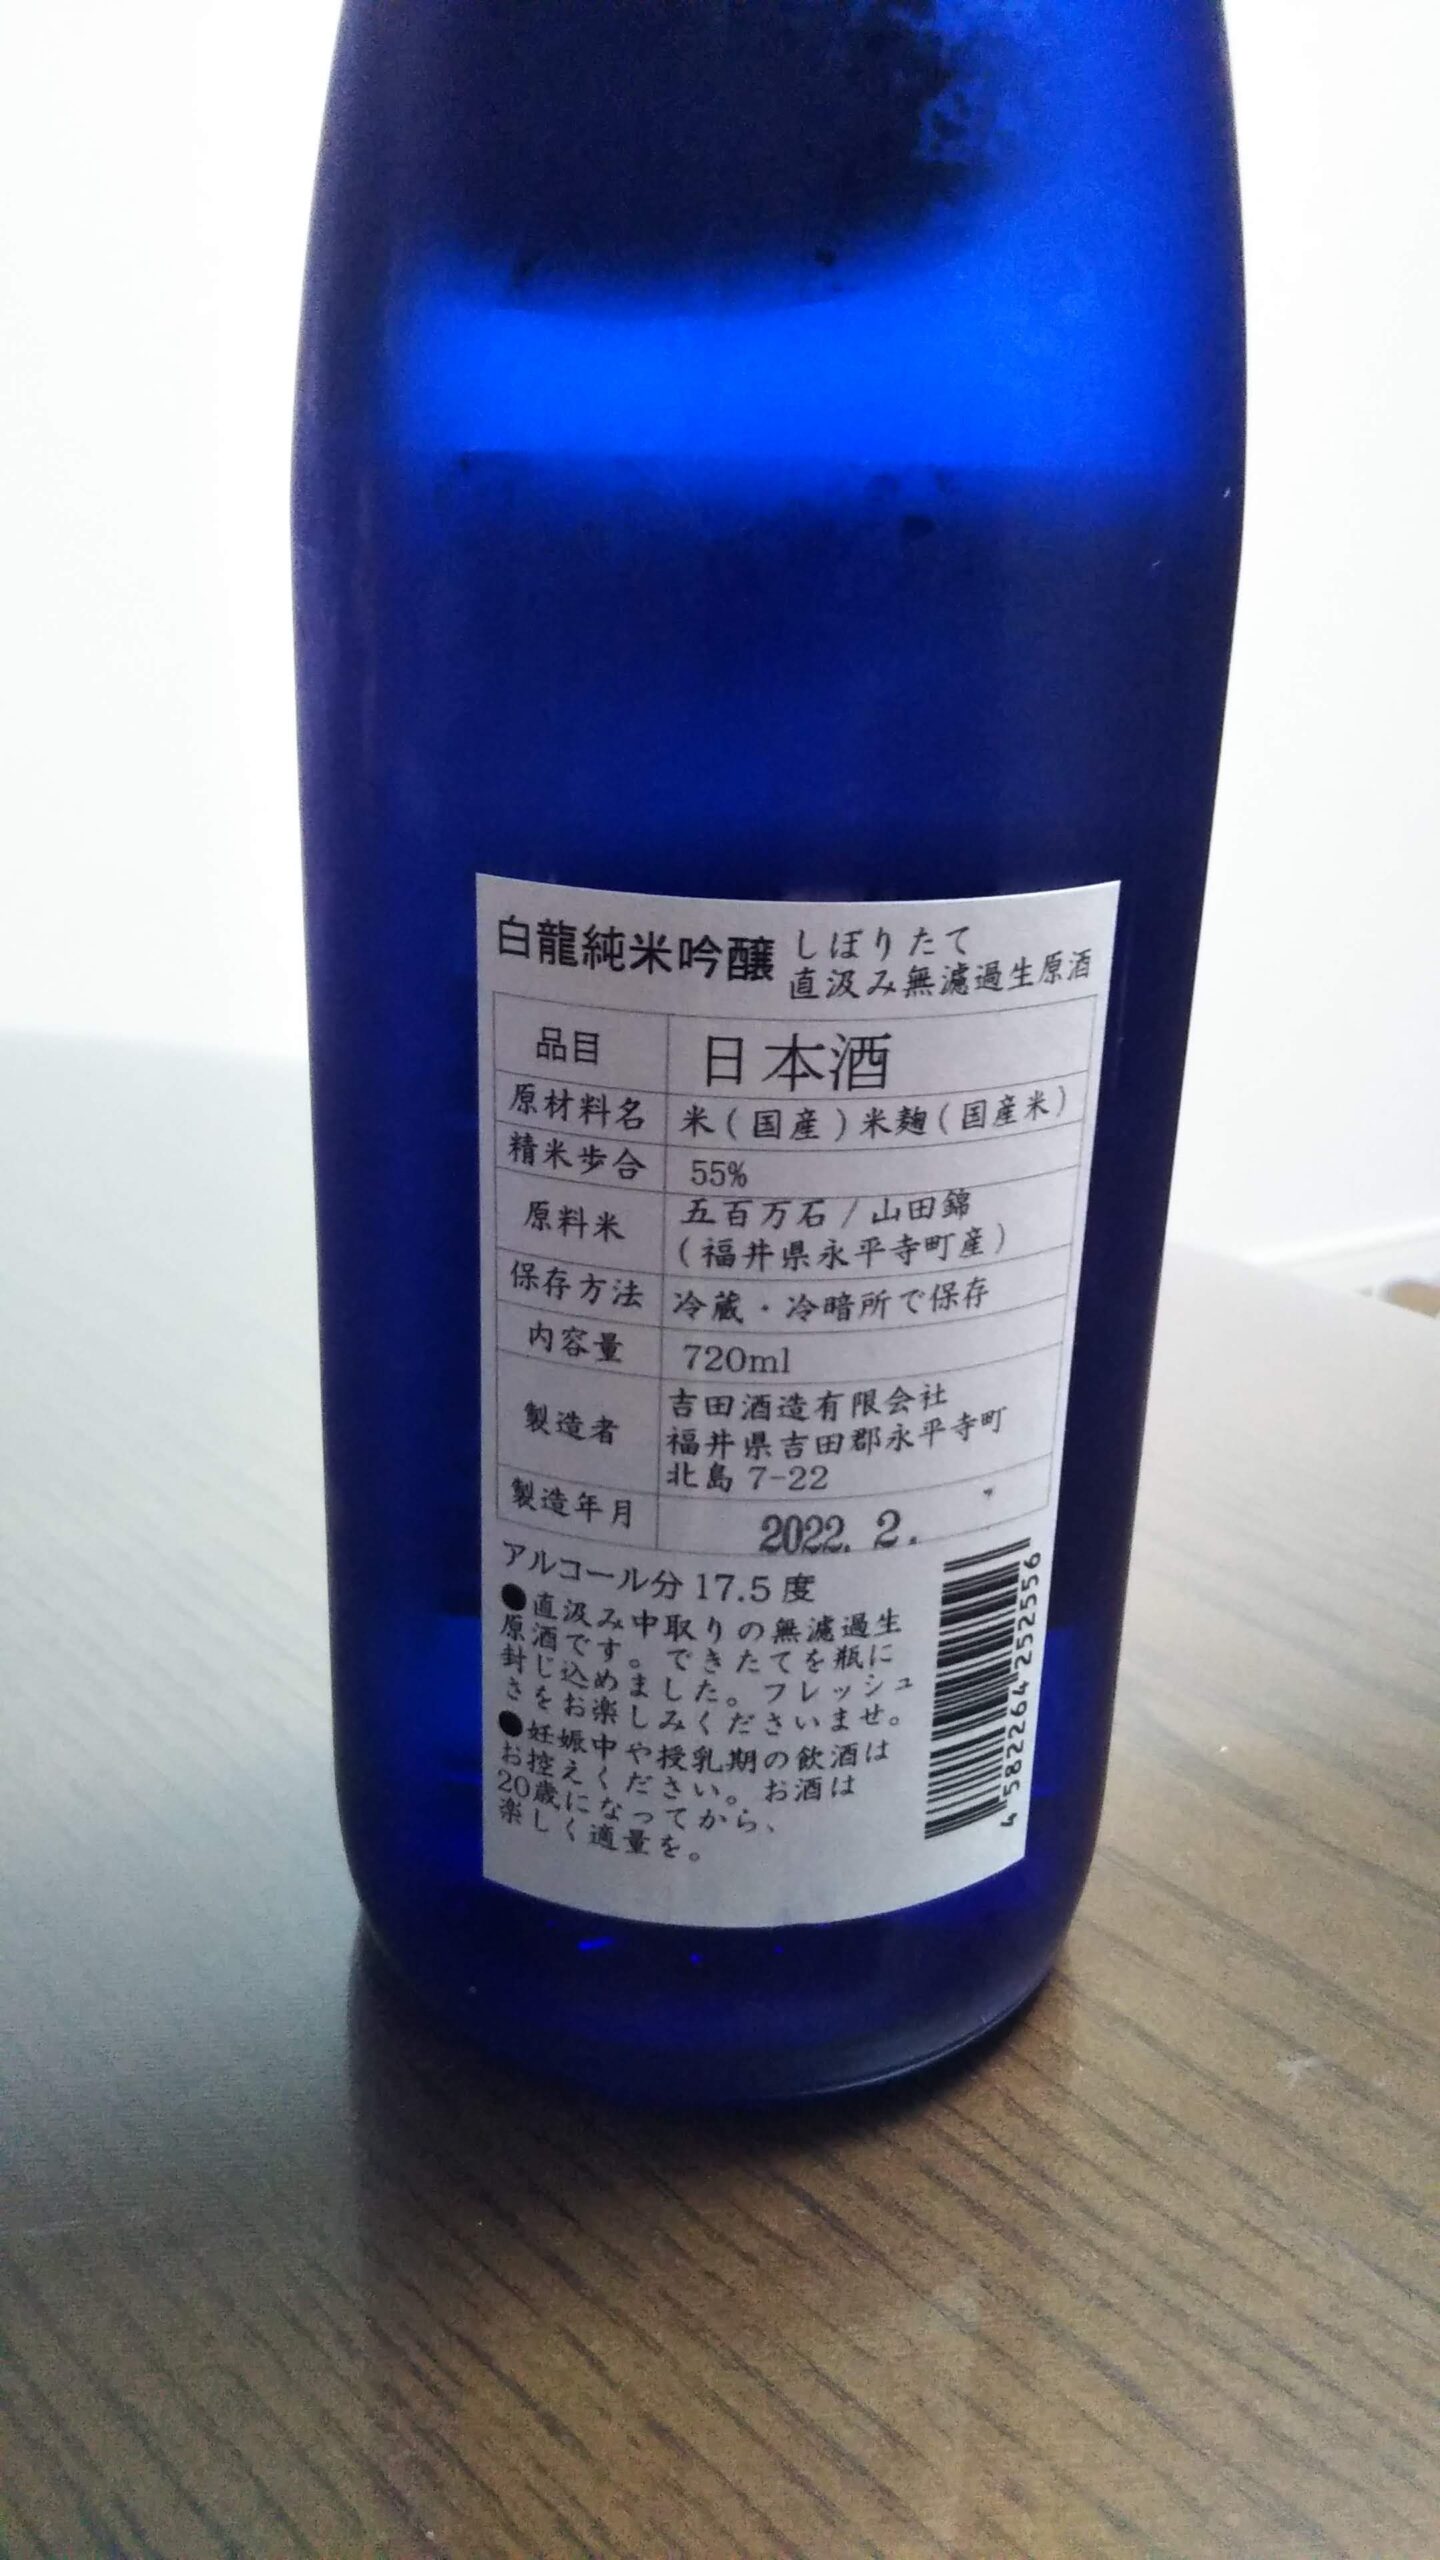 白龍純米吟醸 しぼりたて
直汲み無濾過生原酒
品目 日本酒
原材料名 米(国産)米麹(国産米)
精米歩合 55%
原料米 五百万石/山田錦
(福井県永平寺町産)
保存方法 冷蔵・冷暗所で保存
内容量 720ml
製造者 吉田酒造有限会社
福井県吉田郡永平寺町
北島 7-22
製造年月 2022. 2.
アルコール分 17.5 度
●直汲み中取りの無濾過生
原酒です。できたてを瓶に
封じ込めました。フレッシュ
さをお楽しみくださいませ。
●妊娠中や授乳期の飲酒は
お控えください。お酒は
20歳になってから、
楽しく適量を。
4582264252556